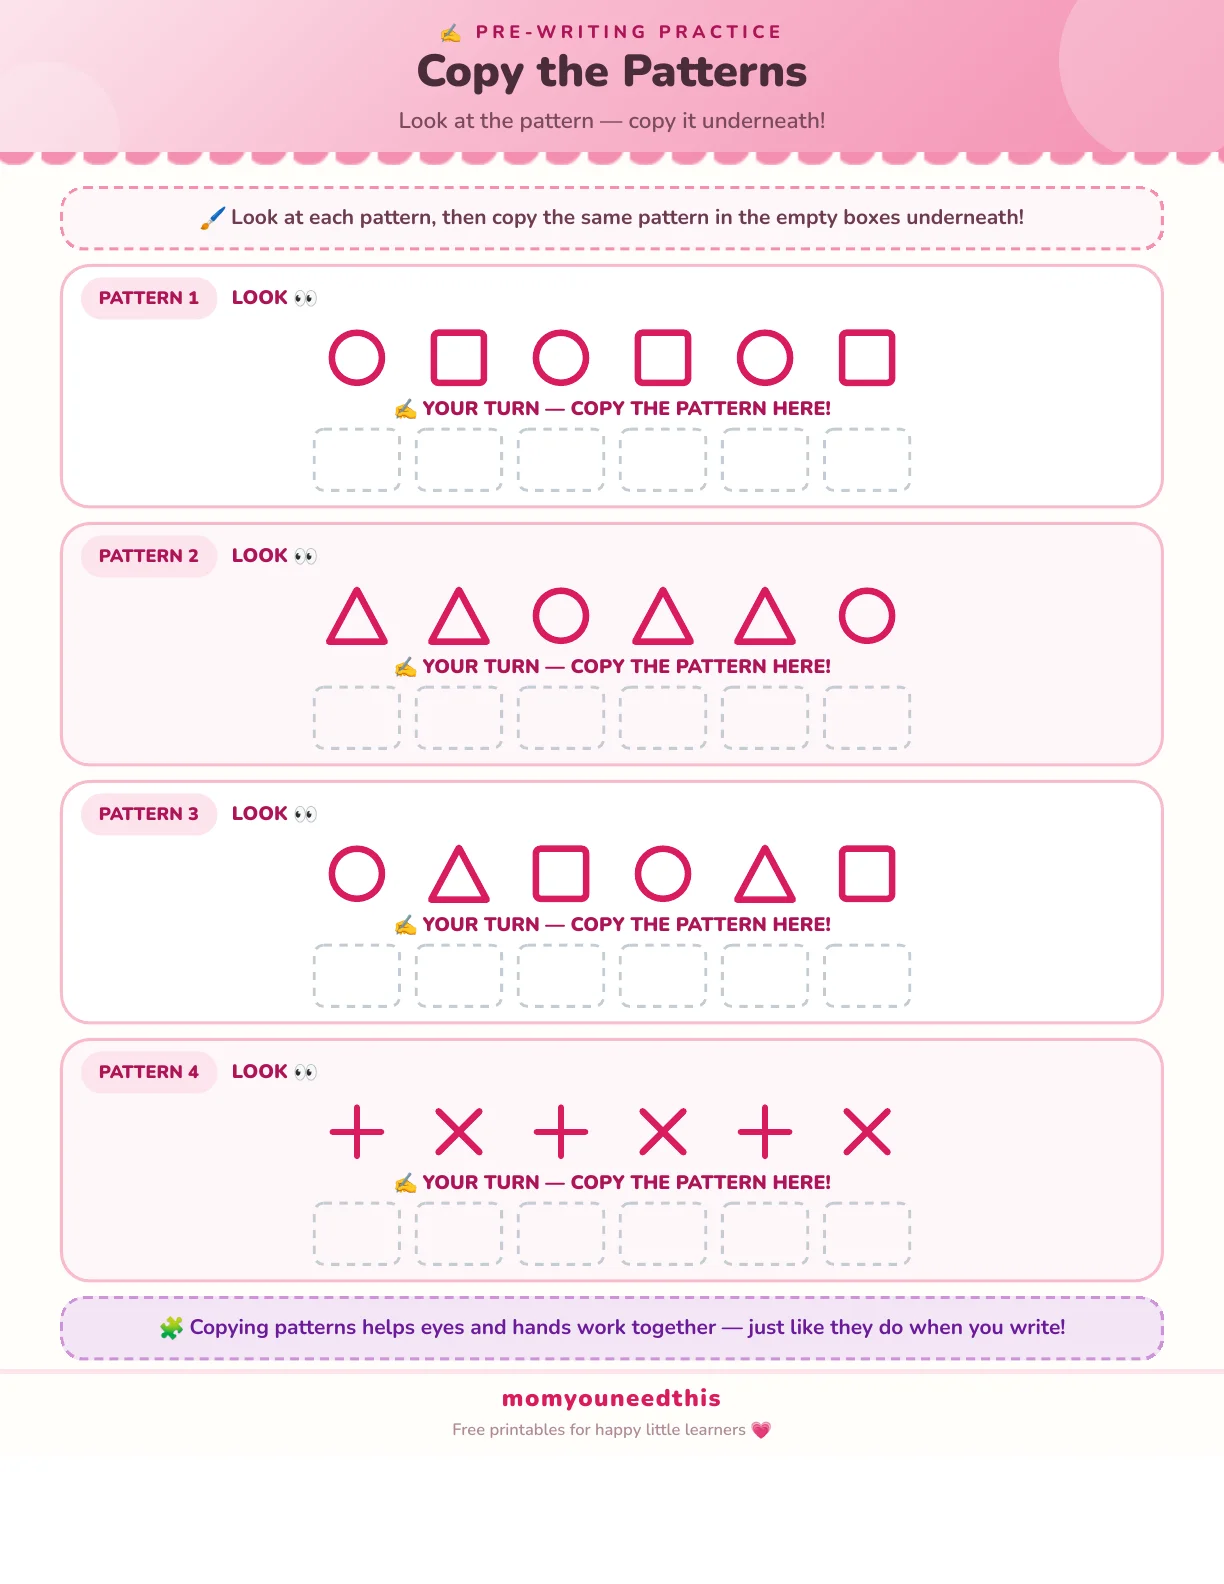 ✍️ PRE-WRITING PRACTICE
Copy the Patterns
Look at the pattern — copy it underneath!
🖌️ Look at each pattern, then copy the same pattern in the empty boxes underneath!
PATTERN 1 LOOK 👀
✍️ YOUR TURN — COPY THE PATTERN HERE!
PATTERN 2 LOOK 👀
✍️ YOUR TURN — COPY THE PATTERN HERE!
PATTERN 3 LOOK 👀
✍️ YOUR TURN — COPY THE PATTERN HERE!
PATTERN 4 LOOK 👀
✍️ YOUR TURN — COPY THE PATTERN HERE!
🧩 Copying patterns helps eyes and hands work together — just like they do when you write!
momyouneedthis
Free printables for happy little learners 💗